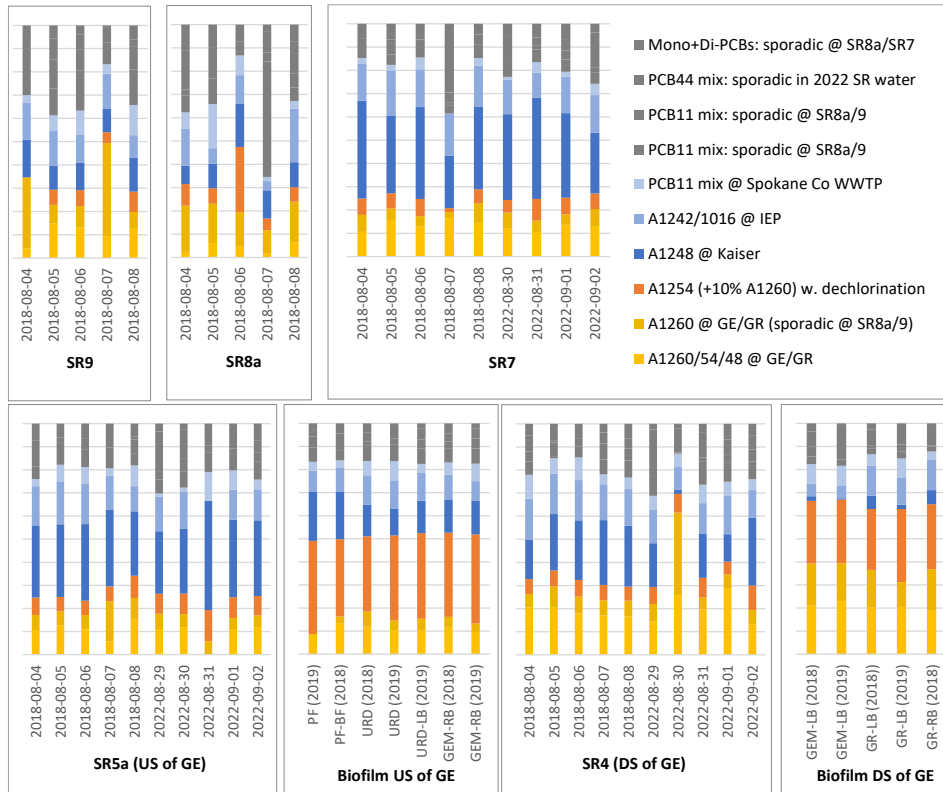 Mono+Di-PCBs: sporadic @ SR8a/SR7
PCB44 mix: sporadic in 2022 SR water
PCB11 mix: sporadic @ SR8a/9
PCB11 mix: sporadic @ SR8a/9
PCB11 mix @ Spokane Co WWTP
A1242/1016 @ IEP
A1248 @ Kaiser
A1254 (+10% A1260) w. dechlorination
A1260 @ GE/GR (sporadic @ SR8a/9)
A1260/54/48 @ GE/GR
2018-08-04
2018-08-05
2018-08-06
2018-08-07
2018-08-08
SR9
2018-08-04
2018-08-05
2018-08-06
2018-08-07
2018-08-08
SR8a
2018-08-04
2018-08-05
2018-08-06
2018-08-07
2018-08-08
2022-08-30
2022-08-31
2022-09-01
2022-09-02
SR7
2018-08-04
2018-08-05
2018-08-06
2018-08-07
2018-08-08
2022-08-29
2022-08-30
2022-08-31
2022-09-01
2022-09-02
SR5a (US of GE)
PF (2019)
PF-BF (2018)
URD (2018)
URD (2019)
URD-LB (2019)
GEM-RB (2018)
GEM-RB (2019)
Biofilm US of GE
2018-08-04
2018-08-05
2018-08-06
2018-08-07
2018-08-08
2022-08-29
2022-08-30
2022-08-31
2022-09-01
2022-09-02
SR4 (DS of GE)
GEM-LB (2018)
GEM-LB (2019)
GR-LB (2018))
GR-LB (2019)
GR-RB (2018)
Biofilm DS of GE